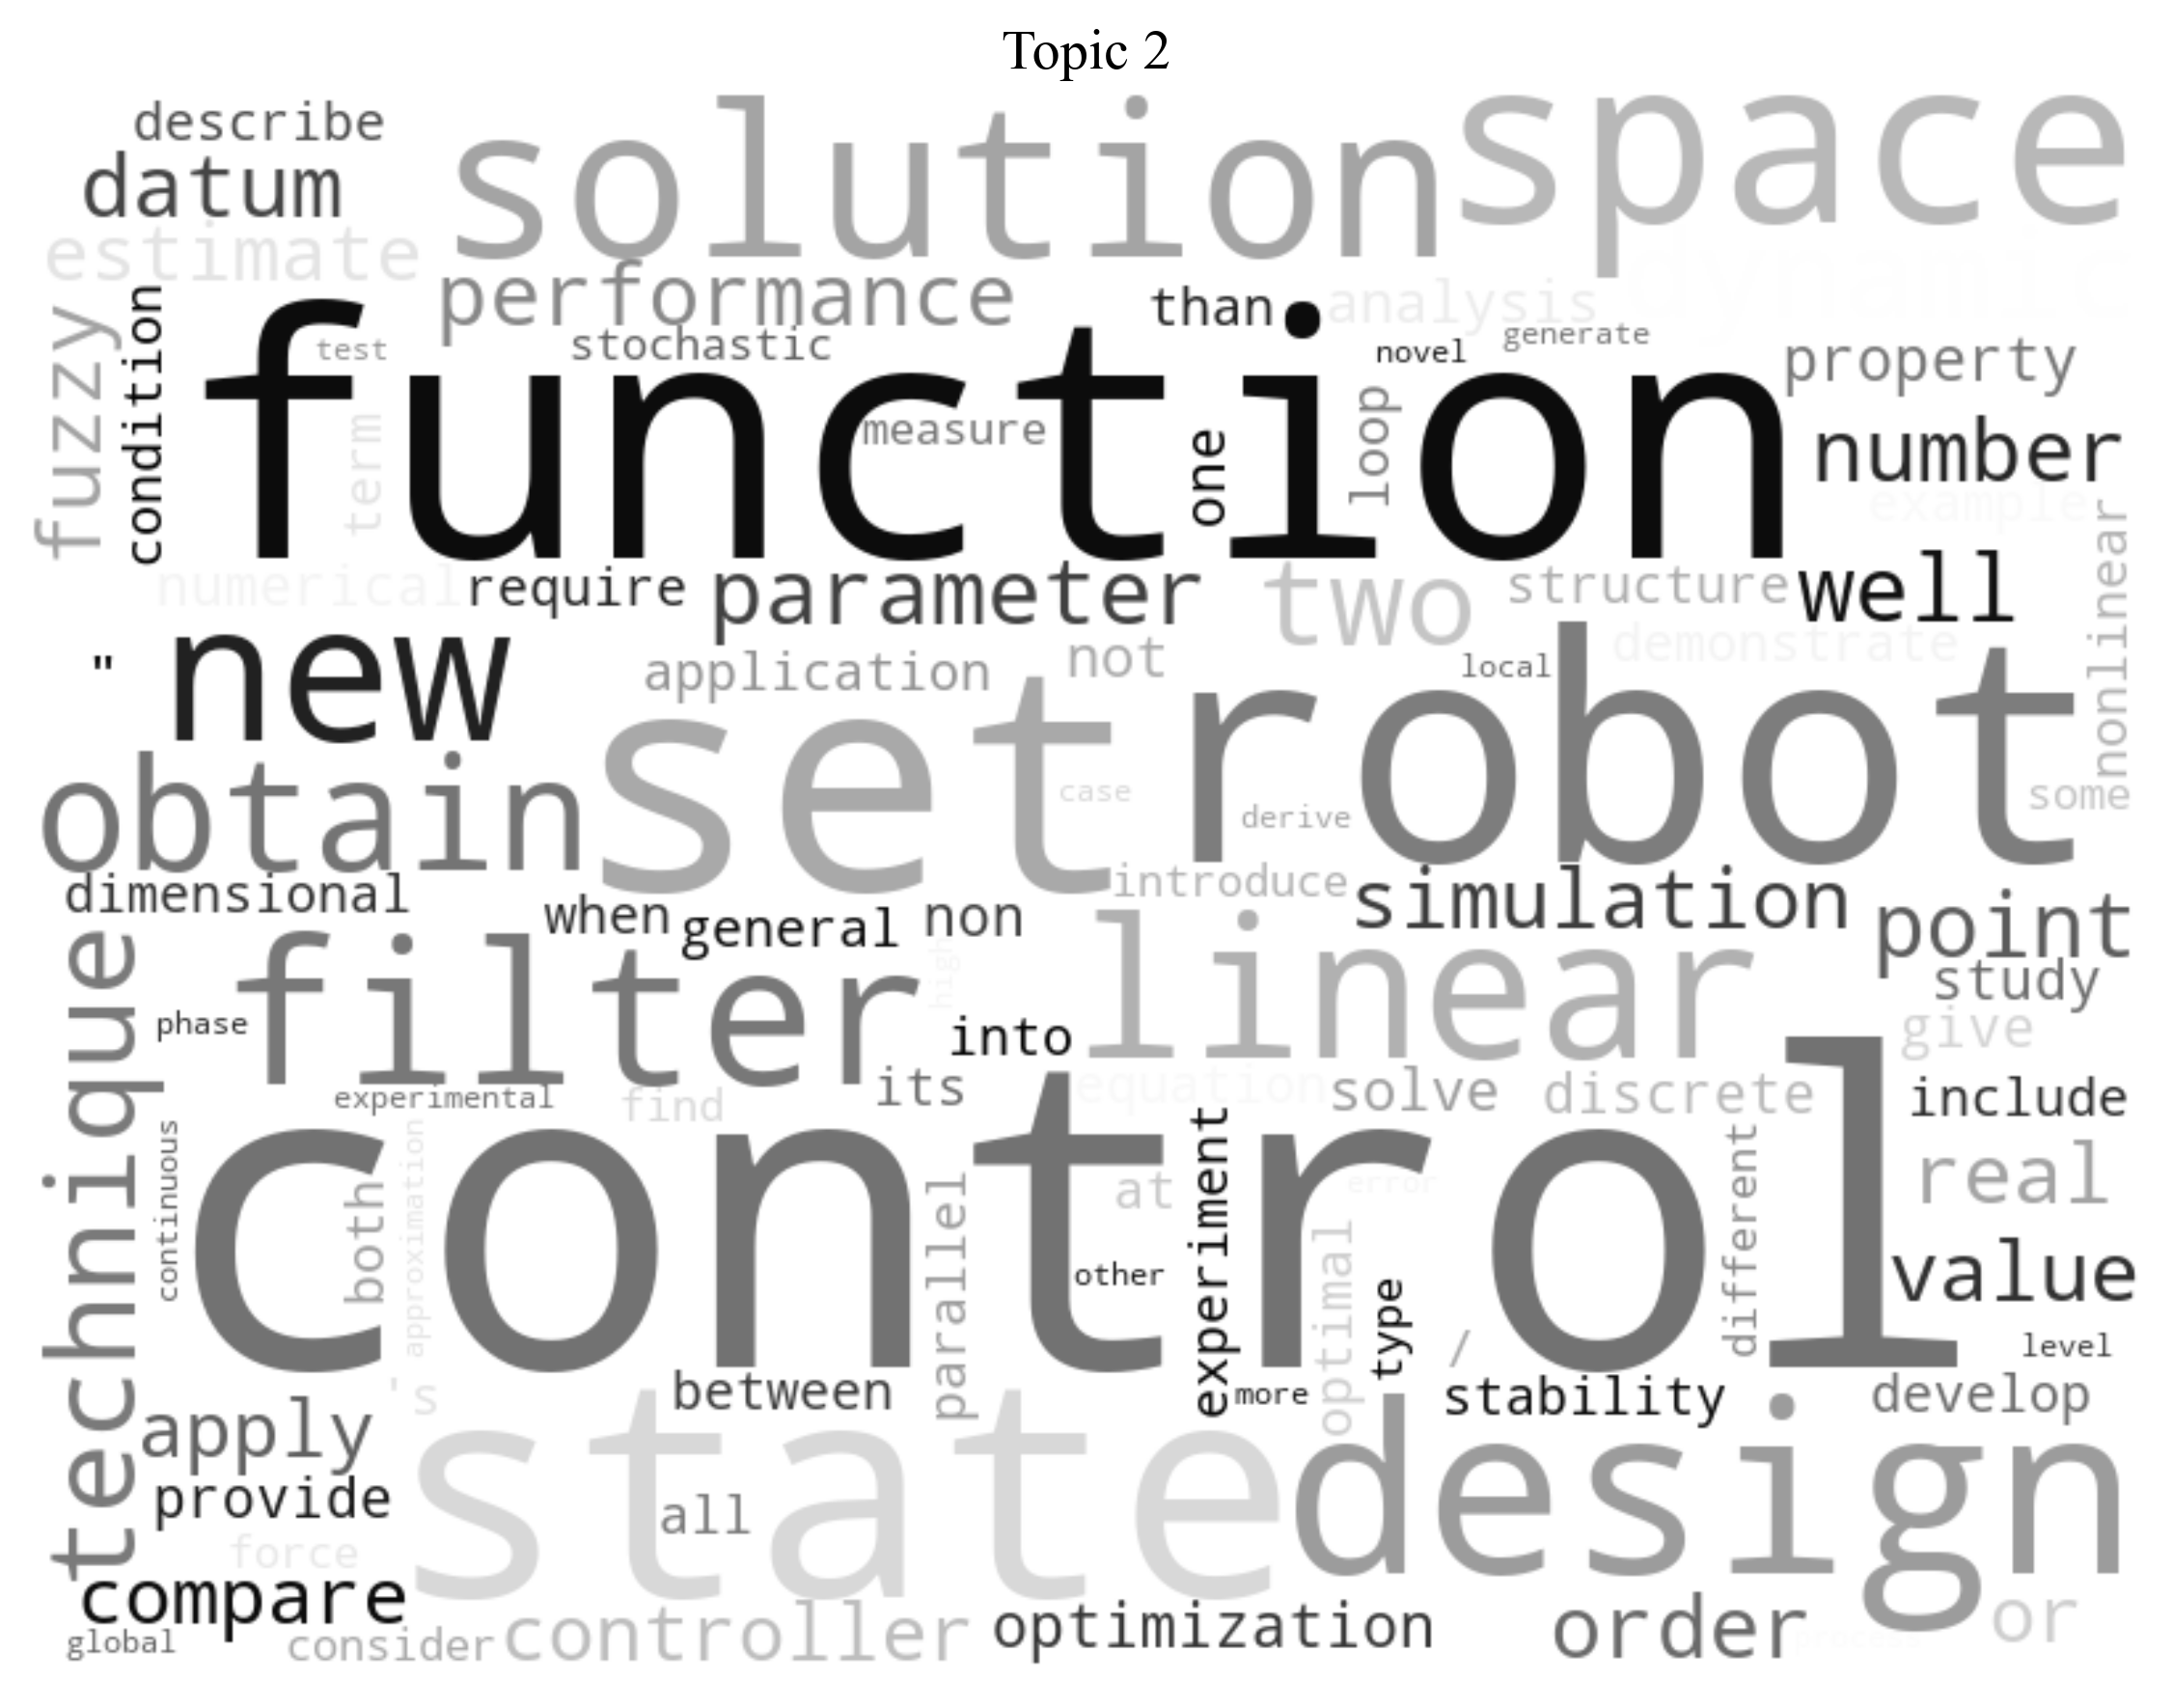 Topic 2
describe
solution
space
datum
estimate
performance
than
analysis
fuzzy
condition
function
test
stochastic
novel
generate
property
term
measure
one
loop
number
example
nonlinear
numerical
require
parameter
two
structure
well
"
new
application
not
local
demonstrate
obtain
set
robot
case
derive
some
dimensional
introduce
simulation
when
general
non
point
technique
filter
high
linear
study
phase
into
give
experimental
find
its
equation
solve
discrete
include
continuous
control
both
approximation
parallel
at
other
experiment
error
optimal
type
different
real
value
/
level
's
between
more
stability
develop
apply
state
design
provide
all
force
compare
global
consider
controller
optimization
order
process
or